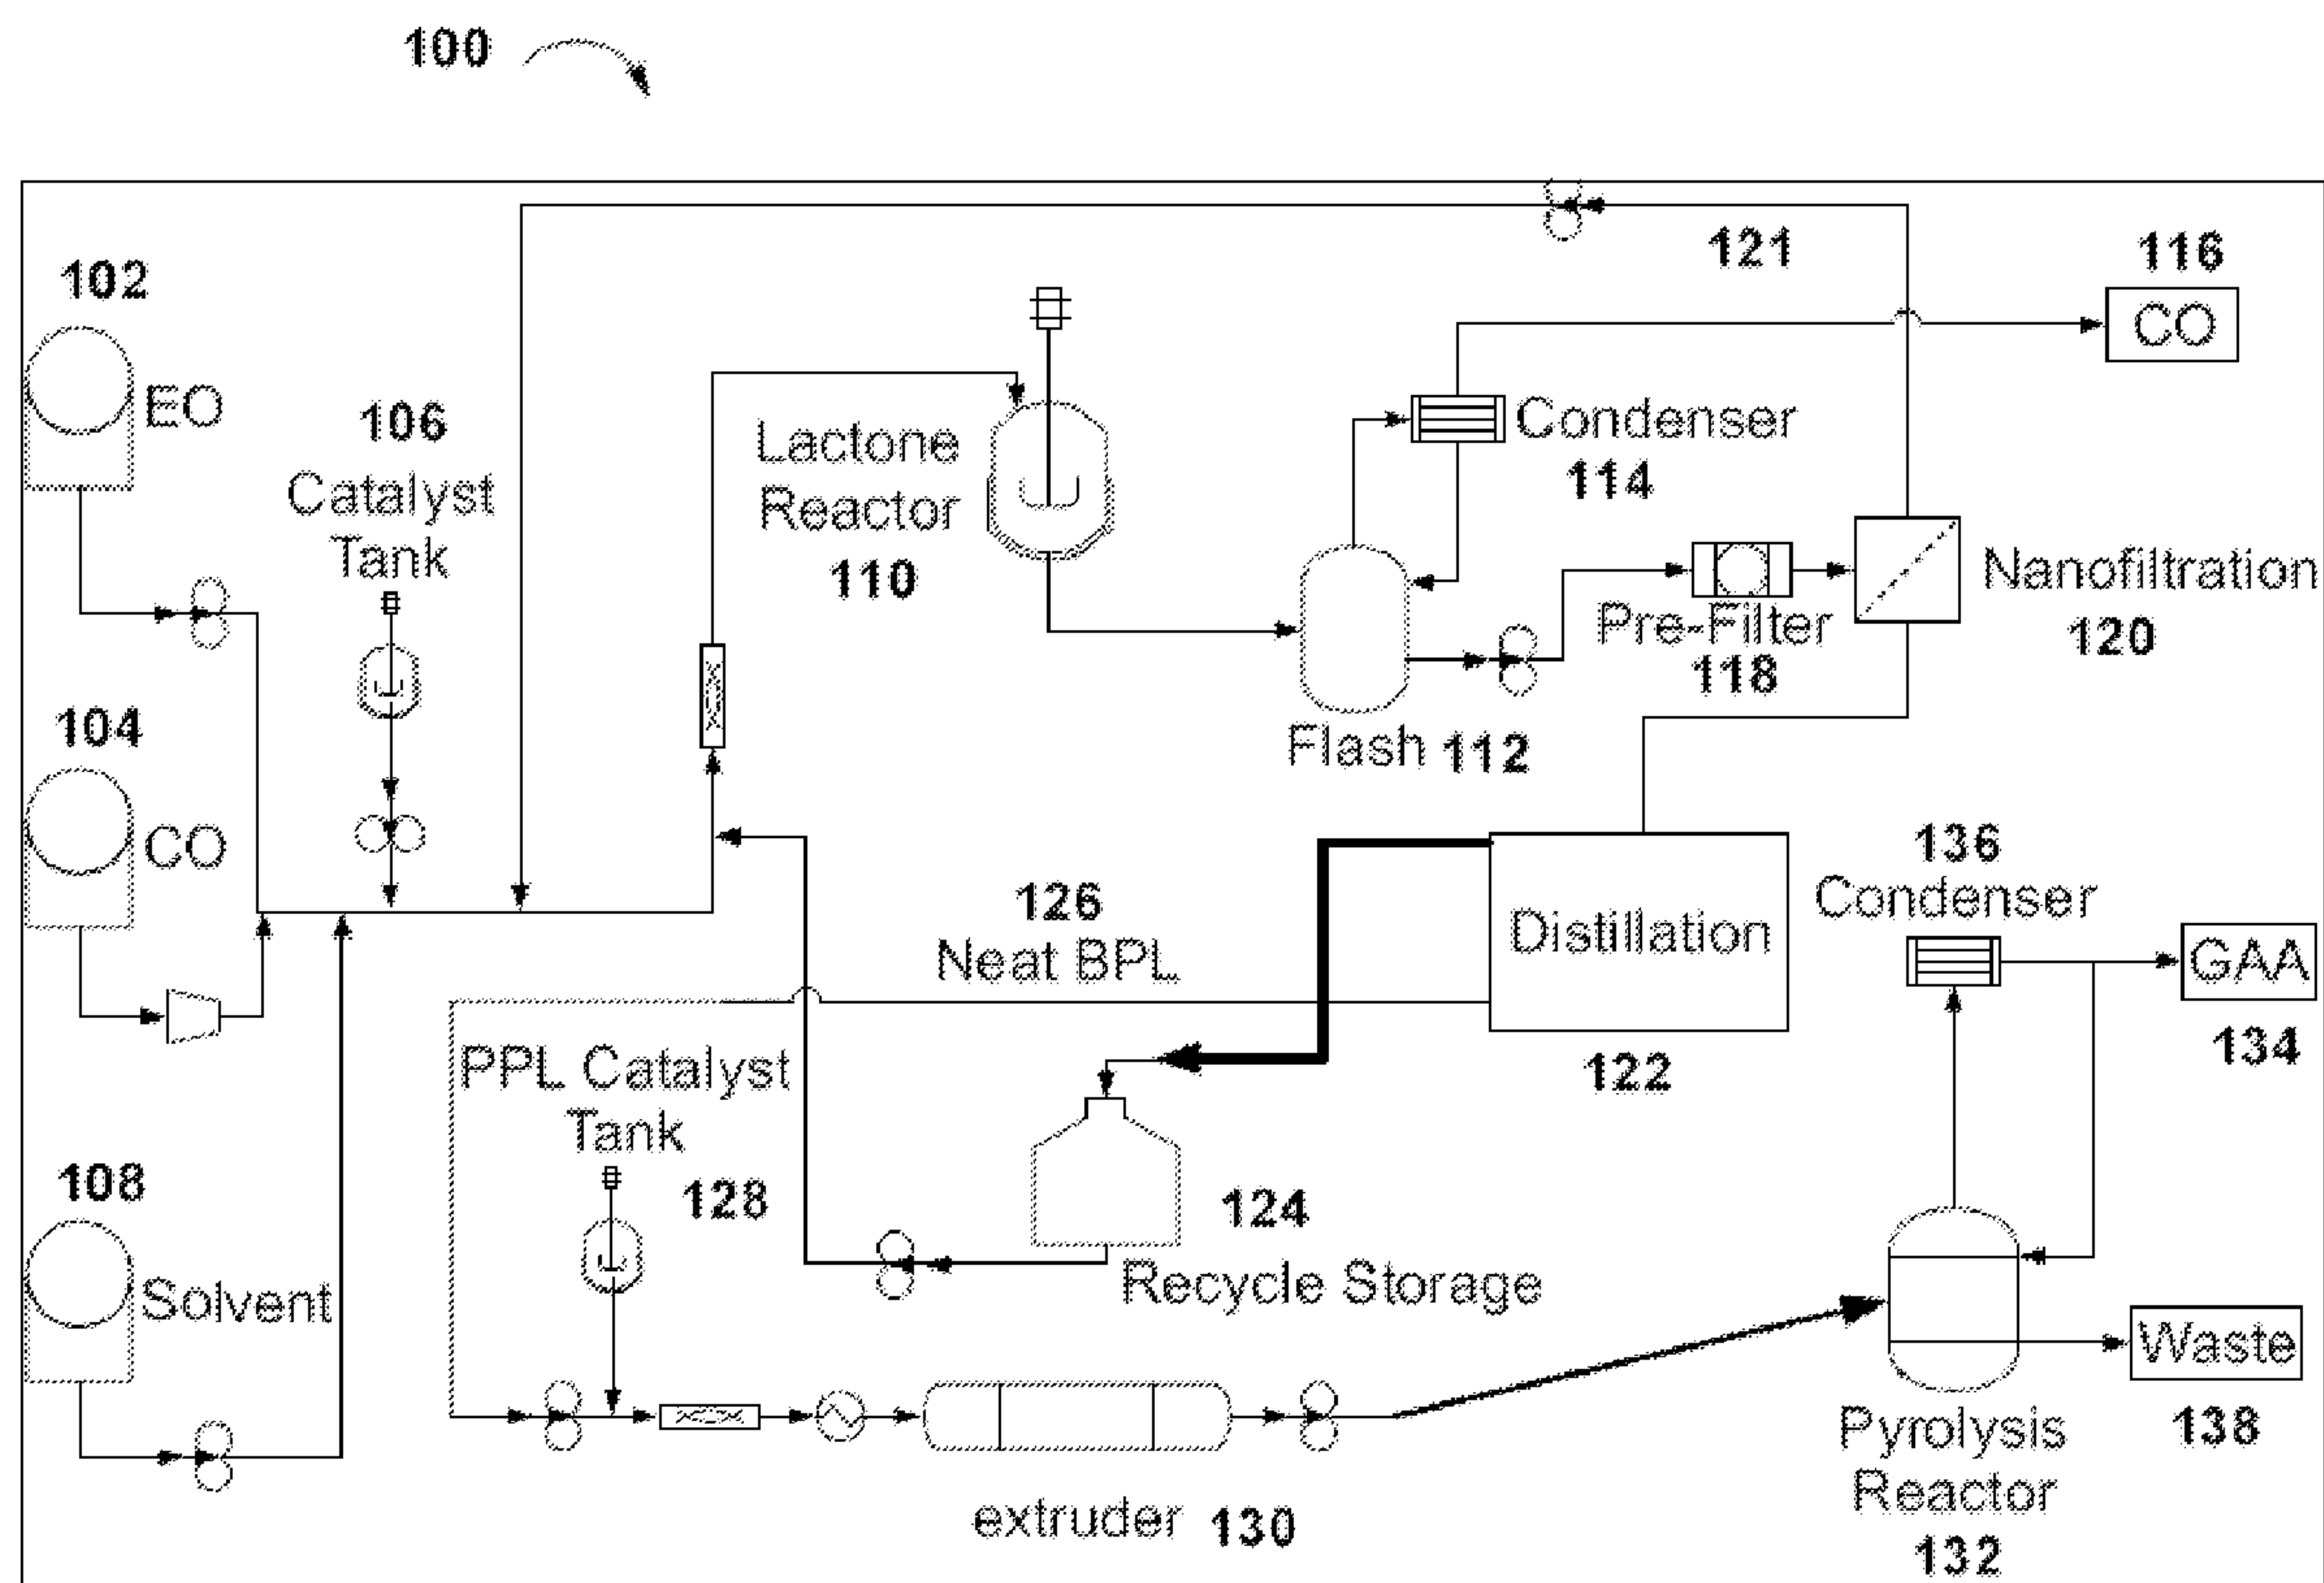 100
121
116
CO
102
EO
106
Catalyst
Tank
Lactone
Reactor
110
Condenser
114
Pre-Filter
118
Nanofiltration
120
Flash 112
104
CO
126
Neat BPL
Distillation
122
136
Condenser
GAA
134
PPL Catalyst
Tank
128
124
Recycle Storage
108
Solvent
extruder 130
Waste
138
Pyrolysis
Reactor
132